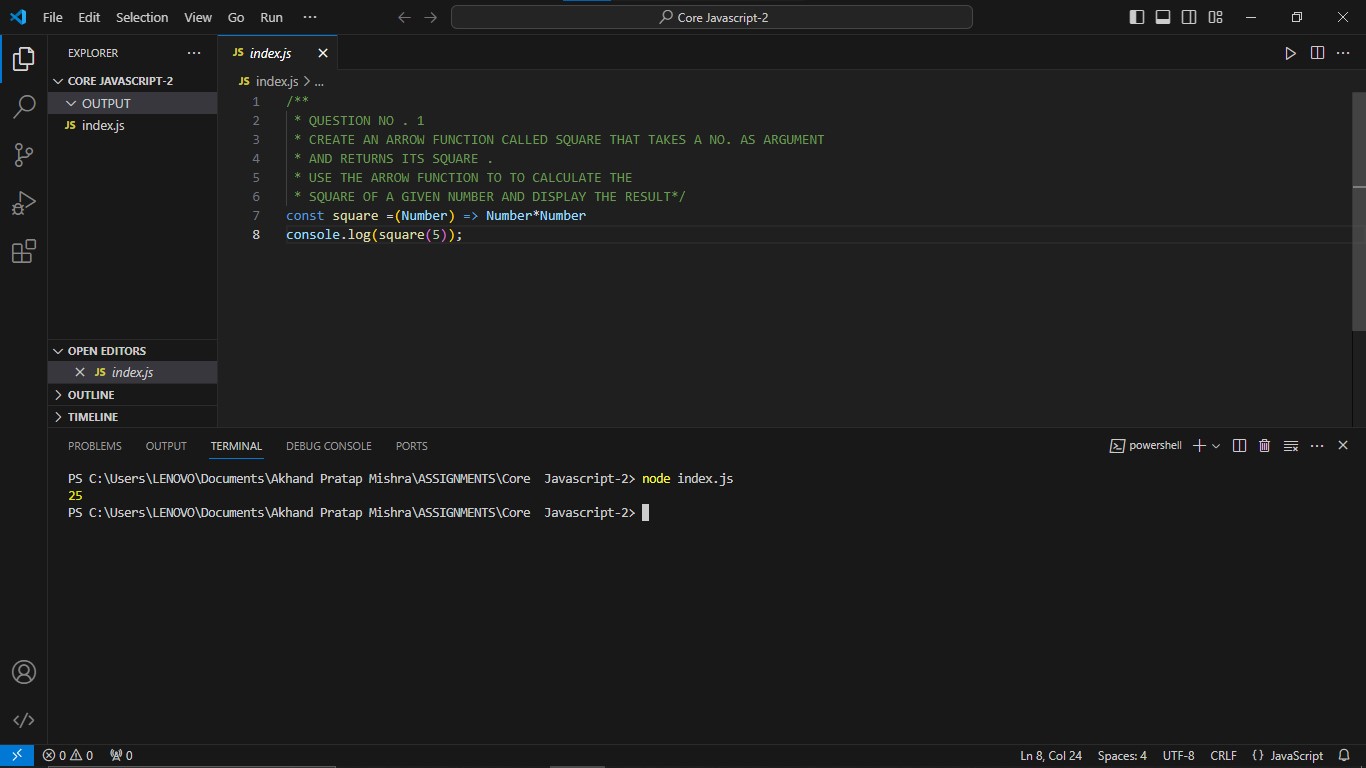 File Edit Selection View Go Run ··· Core Javascript-2
EXPLORER ···
JS index.js
CORE JAVASCRIPT-2
OUTPUT
JS index.js
JS index.js > ...
1 /**
2 * QUESTION NO . 1
3 * CREATE AN ARROW FUNCTION CALLED SQUARE THAT TAKES A NO. AS ARGUMENT
4 * AND RETURNS ITS SQUARE .
5 * USE THE ARROW FUNCTION TO TO CALCULATE THE
6 * SQUARE OF A GIVEN NUMBER AND DISPLAY THE RESULT*/
7 const square =(Number) => Number*Number
8 console.log(square(5));
OPEN EDITORS
JS index.js
OUTLINE
TIMELINE
PROBLEMS OUTPUT TERMINAL DEBUG CONSOLE PORTS powershell
PS C:\Users\LENOVO\Documents\Akhand Pratap Mishra\ASSIGNMENTS\Core  Javascript-2> node index.js
25
PS C:\Users\LENOVO\Documents\Akhand Pratap Mishra\ASSIGNMENTS\Core  Javascript-2>
0 0 0 Ln 8, Col 24 Spaces: 4 UTF-8 CRLF {} JavaScript